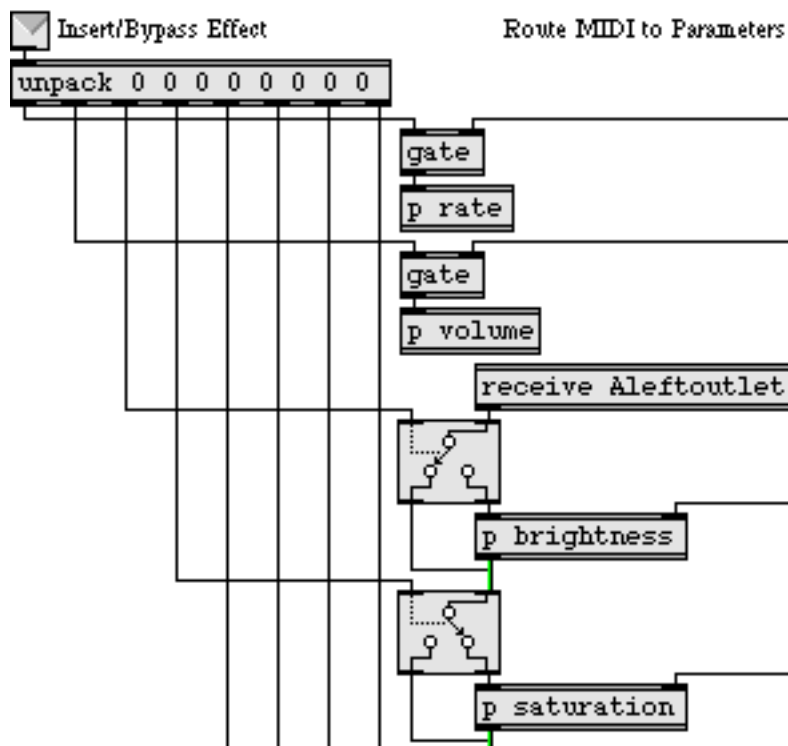 Insert/Bypass Effect
Route MIDI to Parameters
unpack 0 0 0 0 0 0 0 0
gate
p rate
gate
p volume
receive Aleftoutlet
p brightness
p saturation